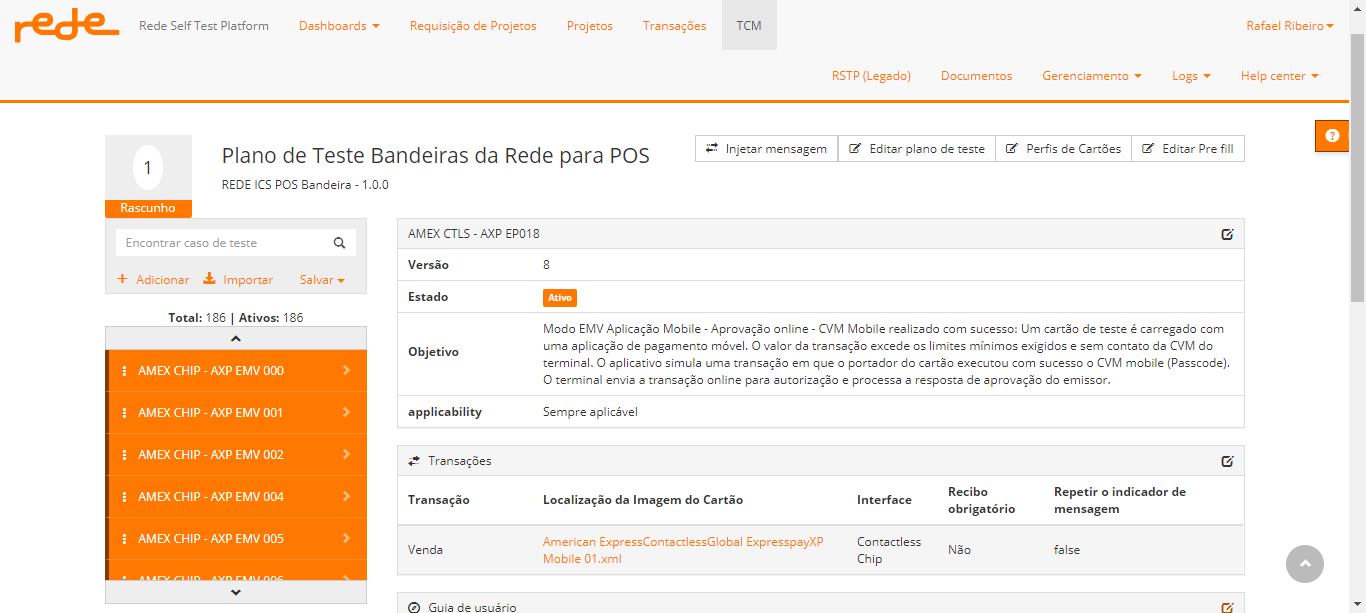 rede
Rede Self Test Platform
Dashboards
Requisição de Projetos
Projetos
Transações
TCM
Rafael Ribeiro
RSTP (Legado)
Documentos
Gerenciamento
Logs
Help center
1
Rascunho
Plano de Teste Bandeiras da Rede para POS
REDE ICS POS Bandeira - 1.0.0
Injetar mensagem
Editar plano de teste
Perfis de Cartões
Editar Pre fill
Encontrar caso de teste
Adicionar
Importar
Salvar
Total: 186 | Ativos: 186
AMEX CHIP - AXP EMV 000
AMEX CHIP - AXP EMV 001
AMEX CHIP - AXP EMV 002
AMEX CHIP - AXP EMV 004
AMEX CHIP - AXP EMV 005
AMEX CHIP - AXP EMV 006
AMEX CTLS - AXP EP018
Versão 8
Estado Ativo
Objetivo
Modo EMV Aplicação Mobile - Aprovação online - CVM Mobile realizado com sucesso: Um cartão de teste é carregado com
uma aplicação de pagamento móvel. O valor da transação excede os limites mínimos exigidos e sem contato da CVM do
terminal. O aplicativo simula uma transação em que o portador do cartão executou com sucesso o CVM mobile (Passcode).
O terminal envia a transação online para autorização e processa a resposta de aprovação do emissor.
applicability Sempre aplicável
Transações
Transação
Localização da Imagem do Cartão
Interface
Recibo
obrigatório
Repetir o indicador de
mensagem
Venda
American ExpressContactlessGlobal ExpresspayXP
Mobile 01.xml
Contactless
Chip
Não
false
Guia de usuário